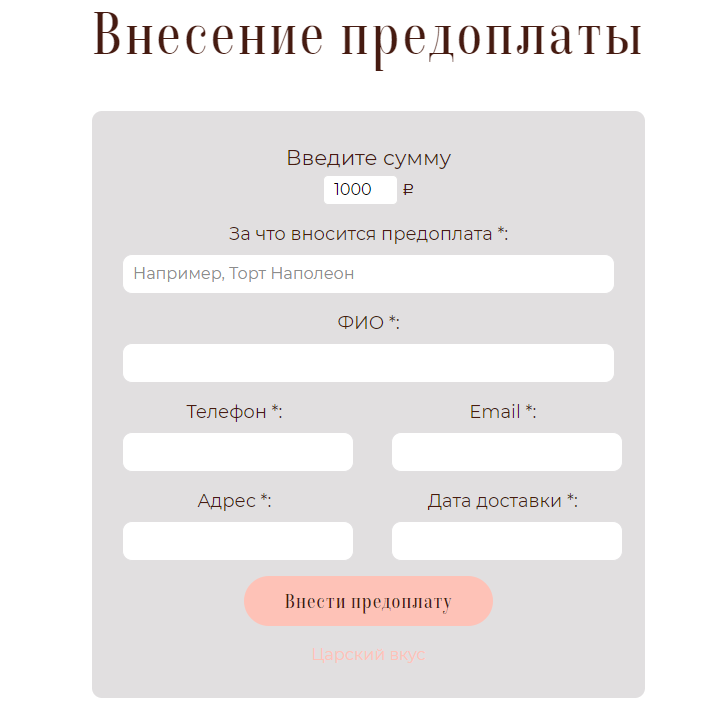 Внесение предоплаты
Введите сумму
1000 ₽
За что вносится предоплата *:
Например, Торт Наполеон
ФИО *:
Телефон *: Email *:
Адрес *: Дата доставки *:
Внести предоплату
Царский вкус